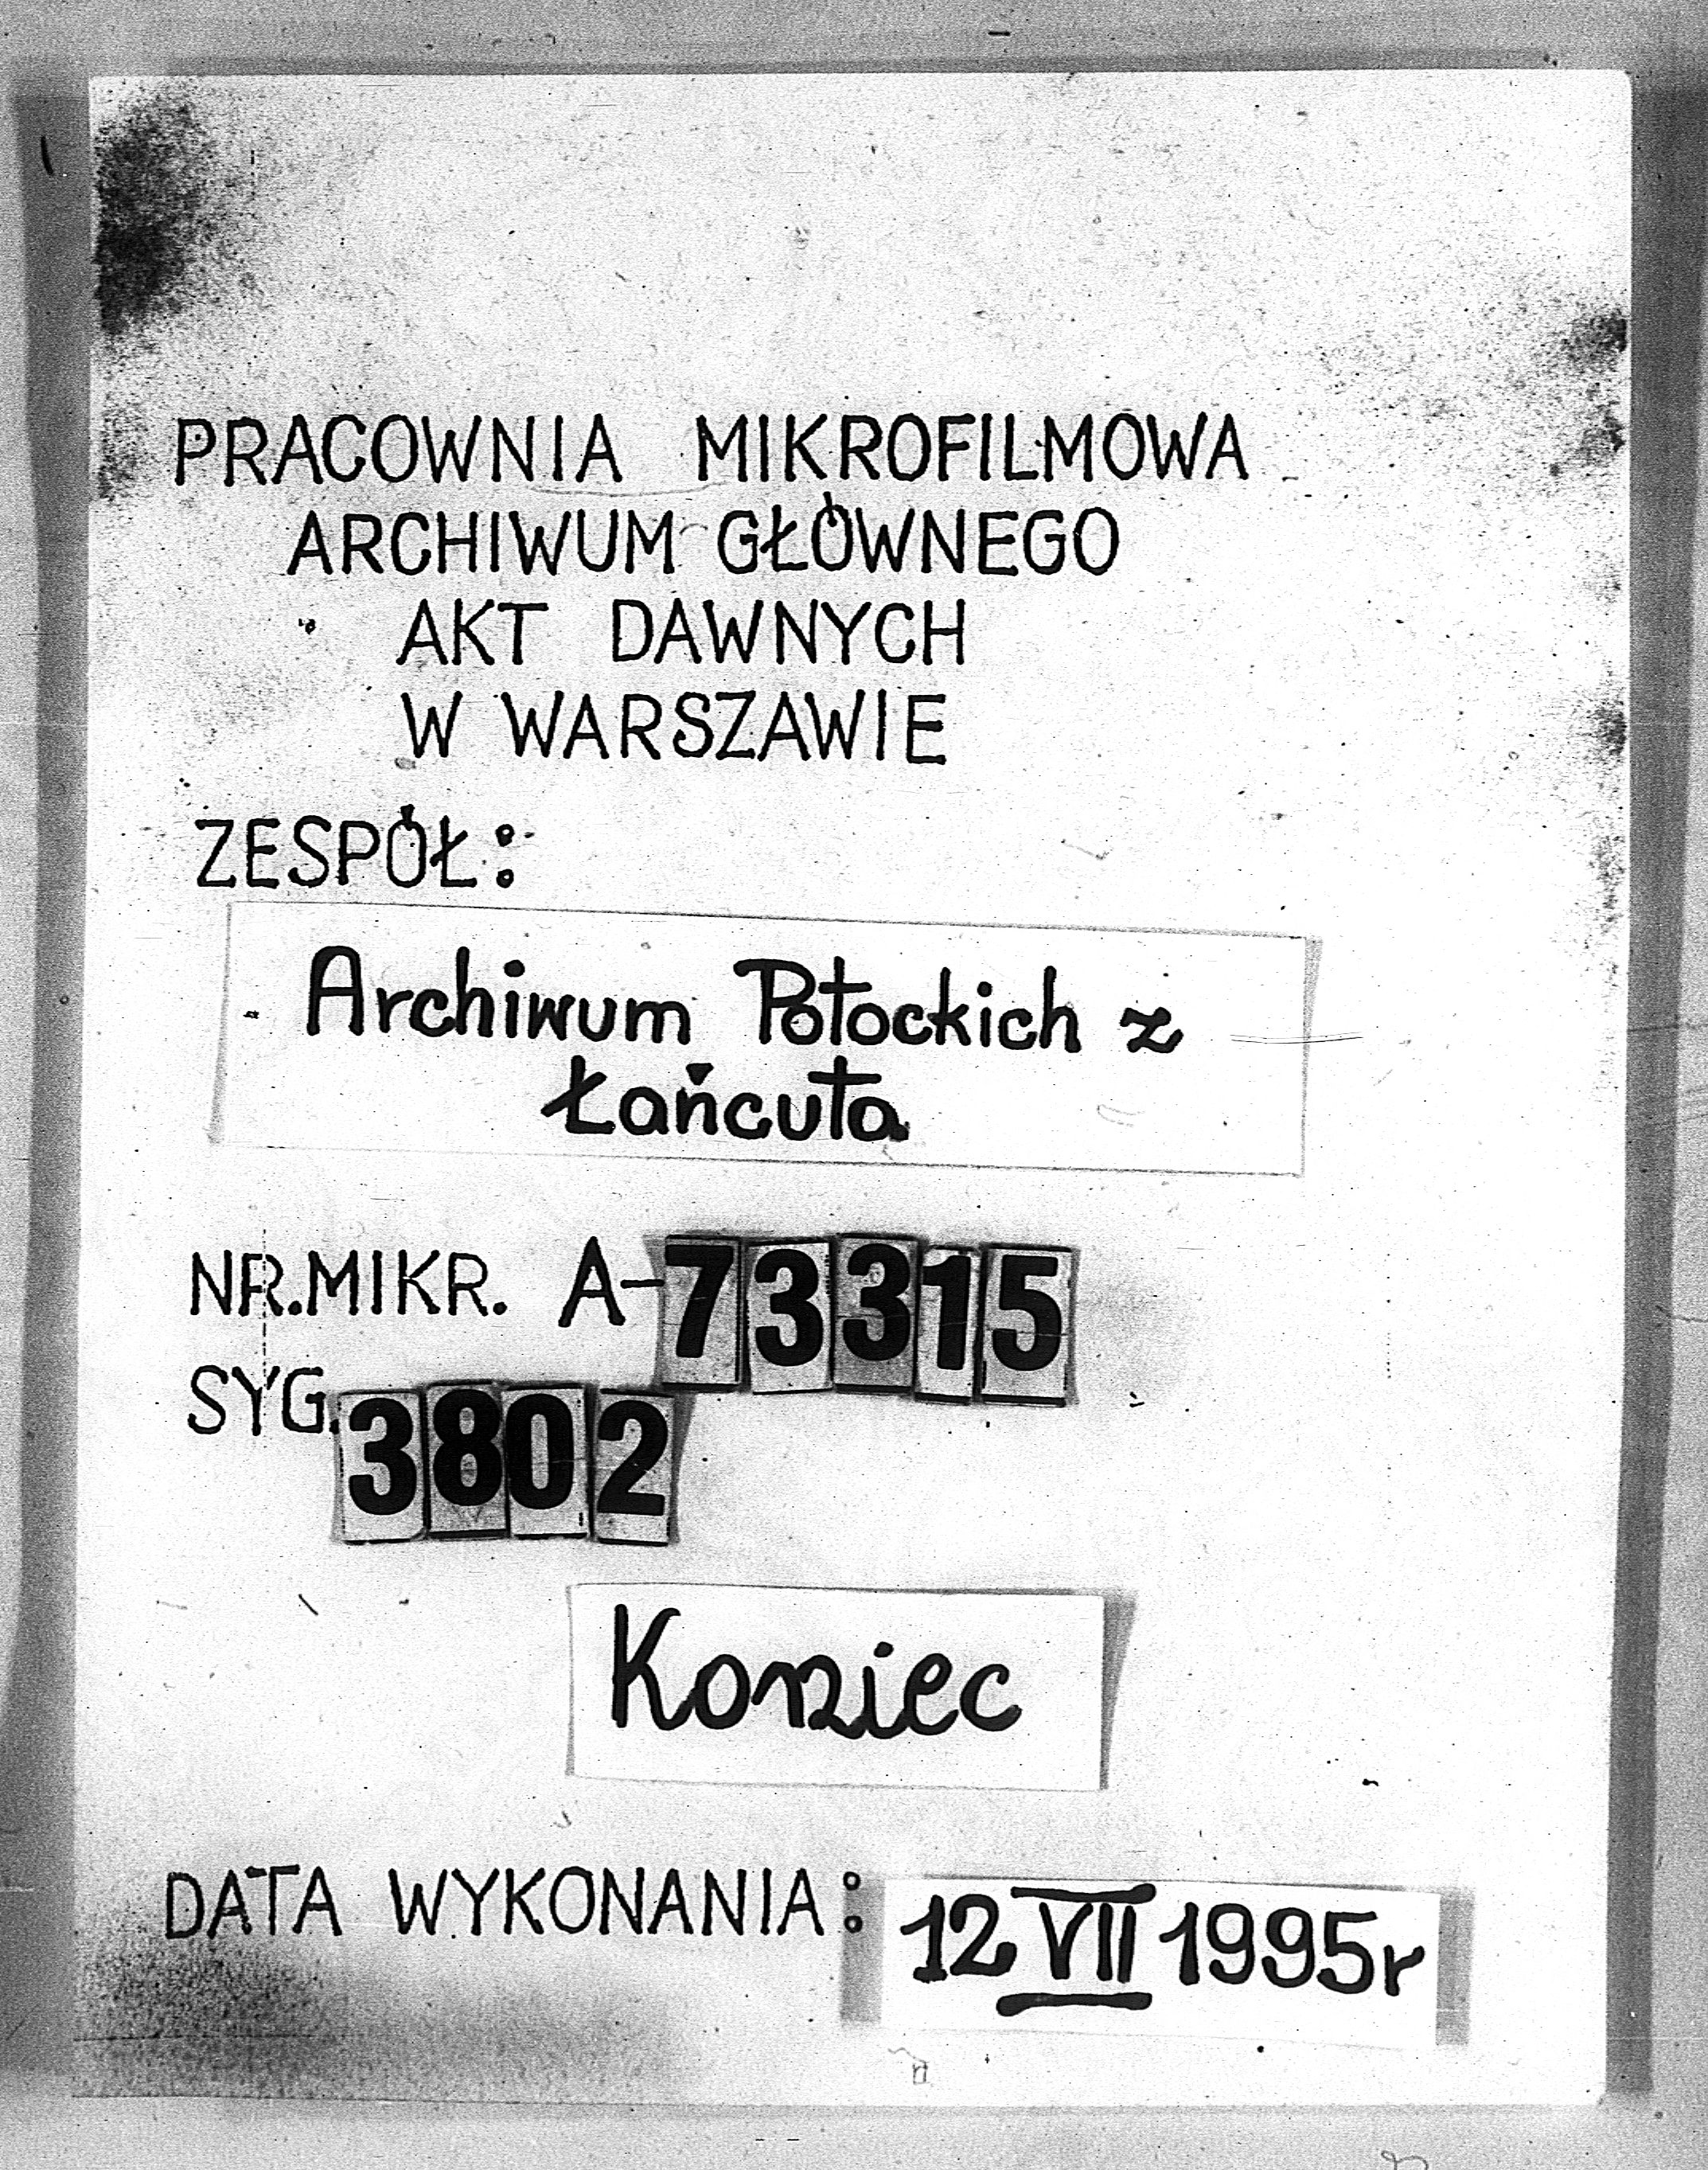 PRACOWNIA MIKROFILMOWA
ARCHIWUM GŁÓWNEGO
AKT DAWNYCH
W WARSZAWIE
ZESPÓŁ:
Archiwum Potockich z
Łańcuta
NR.MIKR. A-73315
SYG. 3802
Koniec
DATA WYKONANIA: 12 VII 1995r